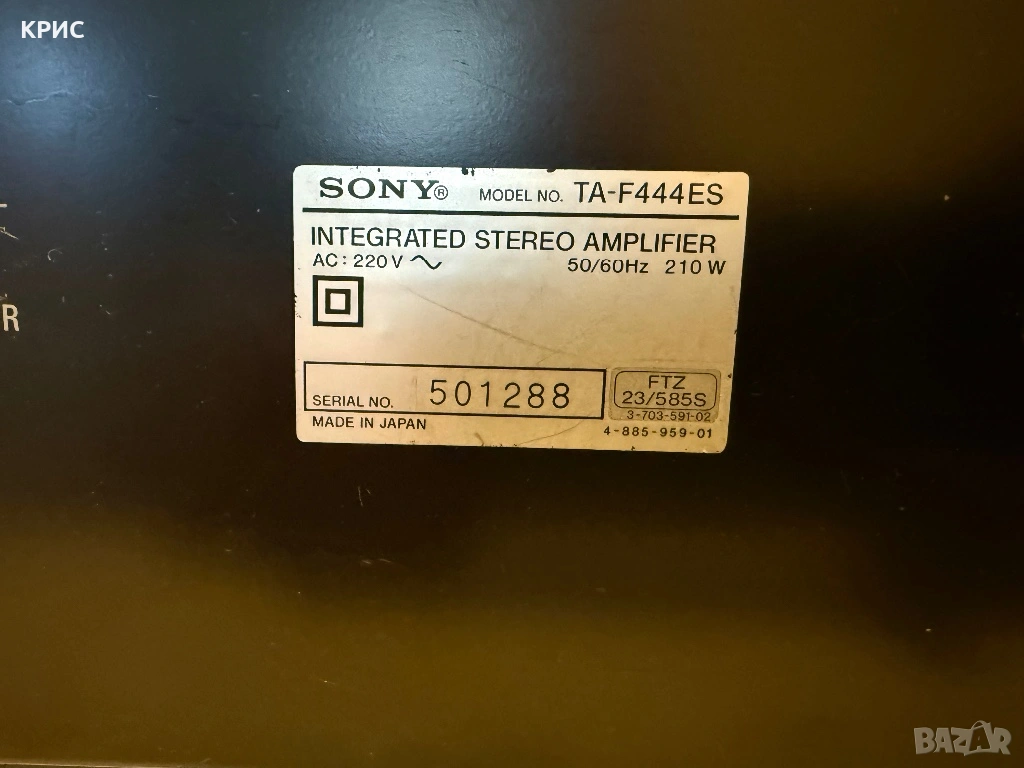 КРИС
SONY® MODEL NO. TA-F444ES
INTEGRATED STEREO AMPLIFIER
AC: 220V 50/60Hz 210 W
R
SERIAL NO. 501288
FTZ
23/585S
3-703-591-02
MADE IN JAPAN
4-885-959-01
BAZAR